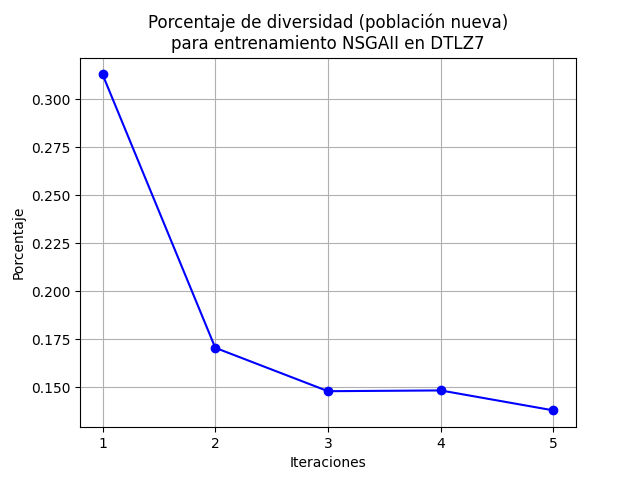 Porcentaje de diversidad (población nueva)
para entrenamiento NSGAII en DTLZ7
0.300
0.275
0.250
0.225
0.200
0.175
0.150
Porcentaje
1 2 3 4 5
Iteraciones